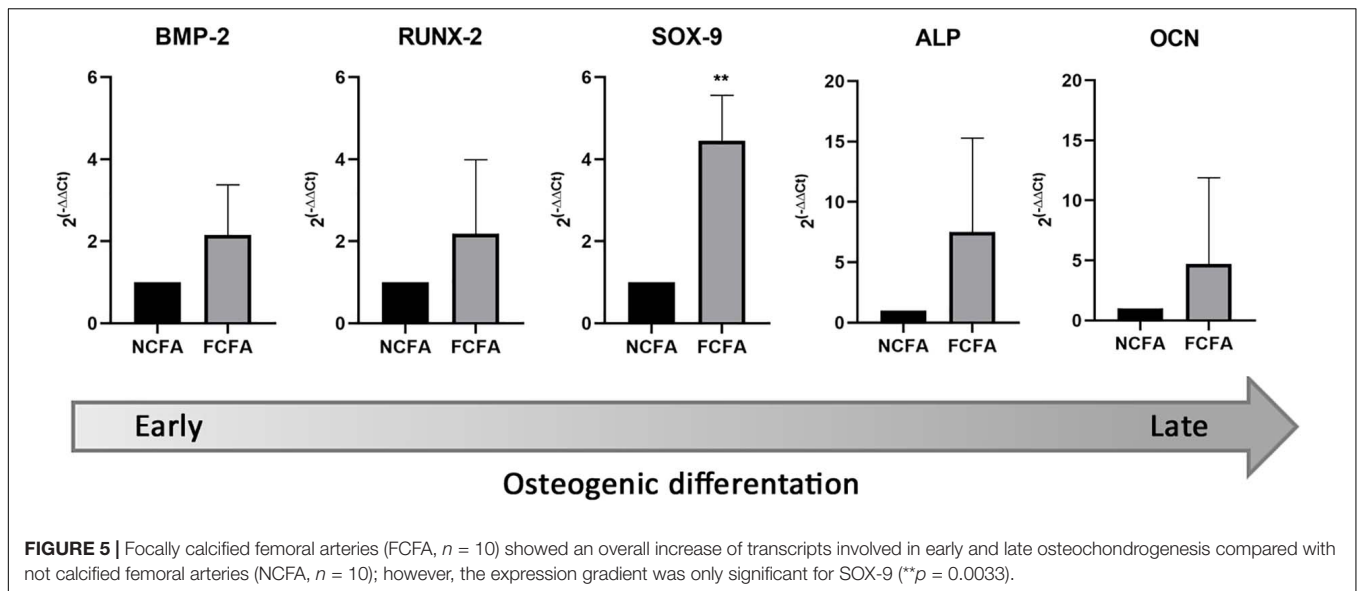 BMP-2 RUNX-2 SOX-9 ALP OCN
6
4
2
0
2^(-ΔΔCt)
NCFA FCFA
6
4
2
0
2^(-ΔΔCt)
NCFA FCFA
**
6
4
2
0
2^(-ΔΔCt)
NCFA FCFA
20
15
10
5
0
2^(-ΔΔCt)
NCFA FCFA
20
15
10
5
0
2^(-ΔΔCt)
NCFA FCFA
Early Late
Osteogenic differentation
FIGURE 5 | Focally calcified femoral arteries (FCFA, n = 10) showed an overall increase of transcripts involved in early and late osteochondrogenesis compared with
not calcified femoral arteries (NCFA, n = 10); however, the expression gradient was only significant for SOX-9 (**p = 0.0033).